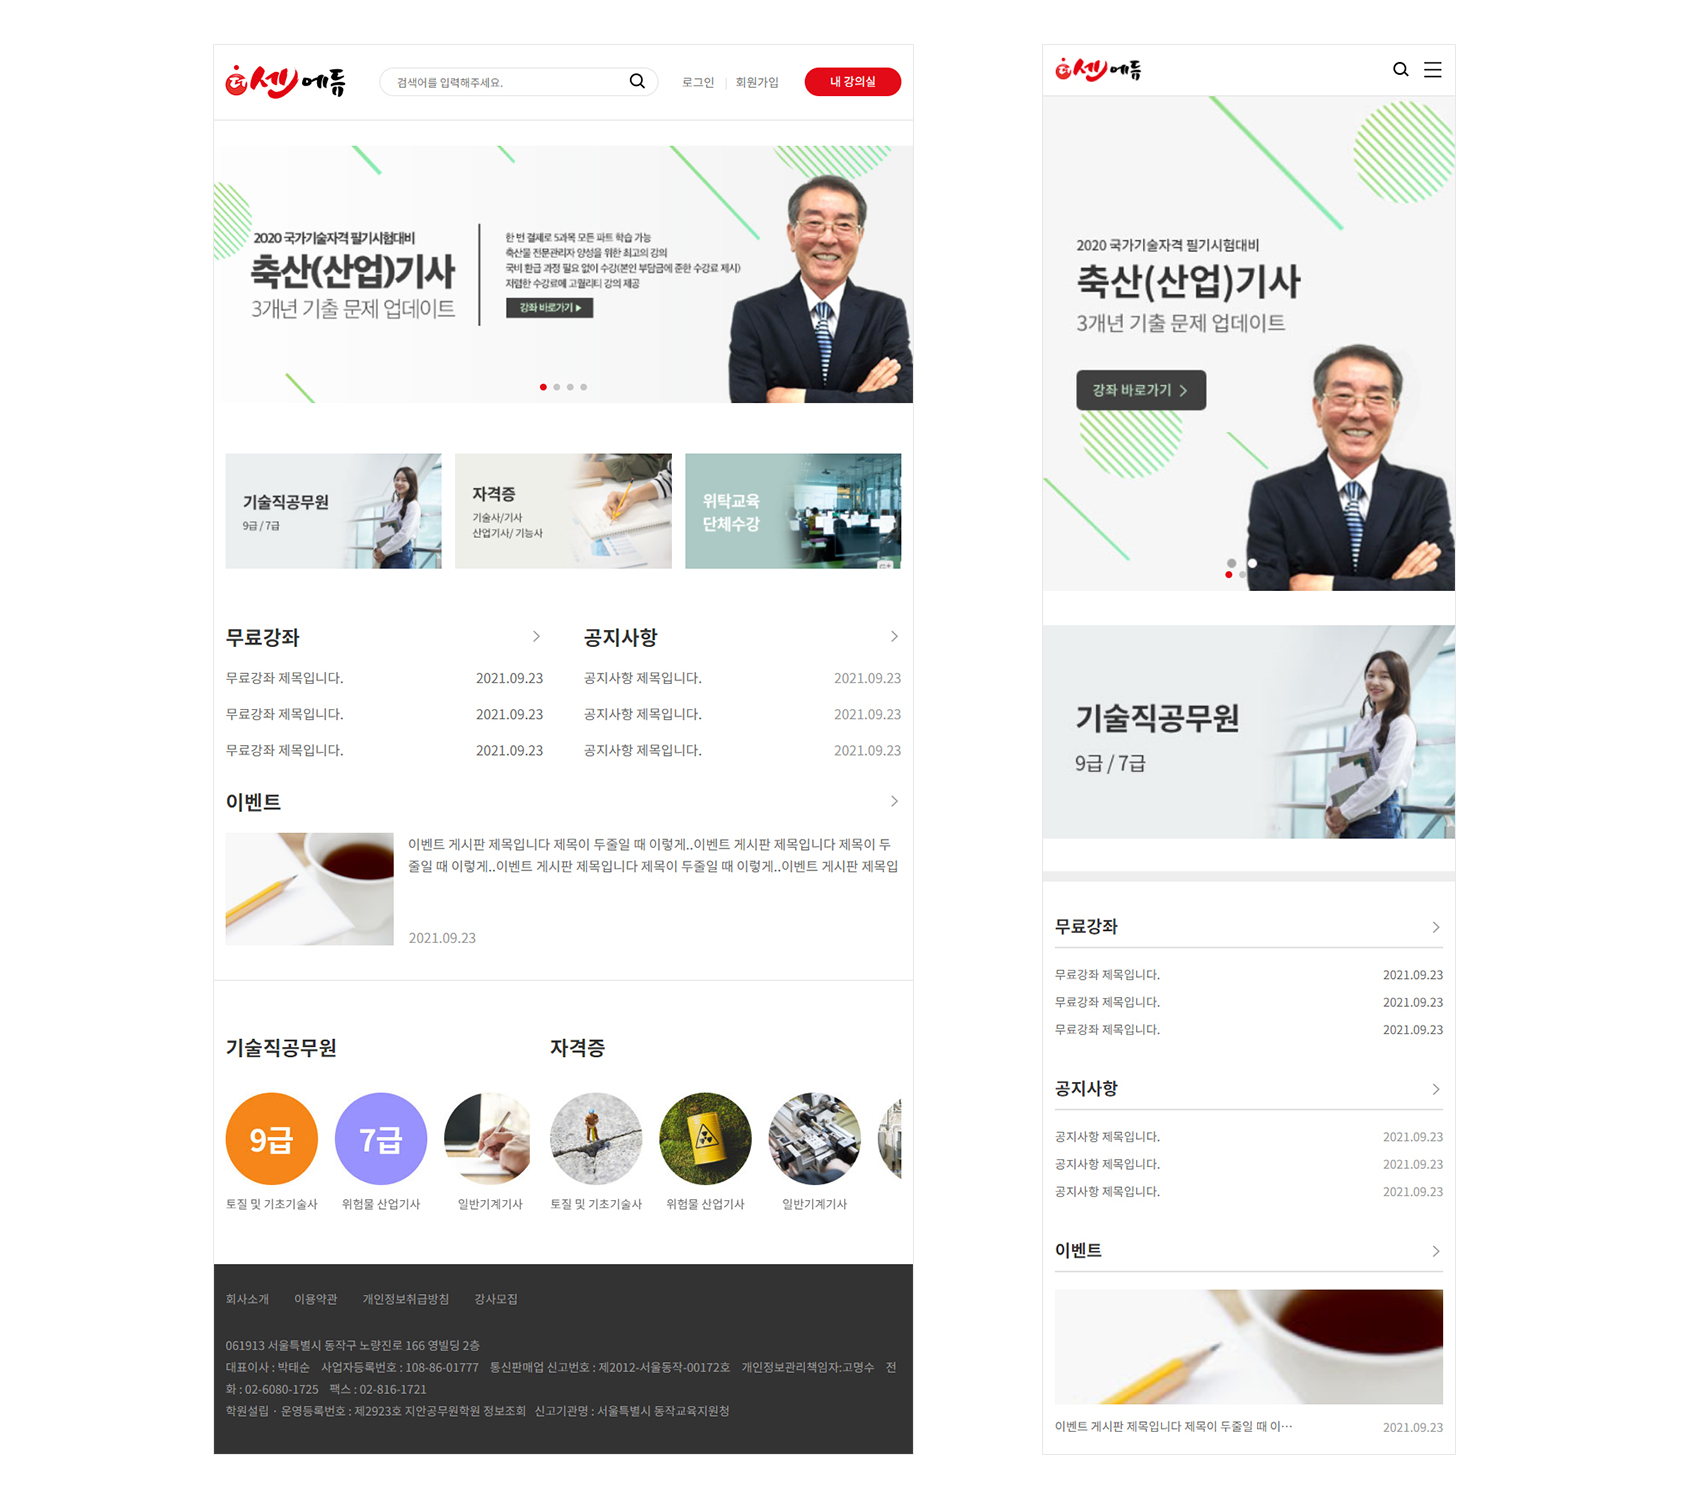 더 센 에듀
검색어를 입력해주세요.
로그인 | 회원가입
내 강의실
2020 국가기술자격 필기시험대비
축산(산업)기사
3개년 기출 문제 업데이트
한 번 결제로 5과목 모든 파트 학습 가능
축산물 전문관리자 양성을 위한 최고의 강의
국비 환급 과정 필요 없이 수강(본인 부담금에 준한 수강료 제시)
저렴한 수강료에 고퀄리티 강의 제공
강좌 바로가기 ▶
기술직공무원
9급 / 7급
자격증
기술사/기사
산업기사/ 기능사
위탁교육
단체수강
무료강좌
무료강좌 제목입니다. 2021.09.23
무료강좌 제목입니다. 2021.09.23
무료강좌 제목입니다. 2021.09.23
공지사항
공지사항 제목입니다. 2021.09.23
공지사항 제목입니다. 2021.09.23
공지사항 제목입니다. 2021.09.23
이벤트
이벤트 게시판 제목입니다 제목이 두줄일 때 이렇게..이벤트 게시판 제목입니다 제목이 두
줄일 때 이렇게..이벤트 게시판 제목입니다 제목이 두줄일 때 이렇게..이벤트 게시판 제목입
2021.09.23
기술직공무원
9급
7급
토질 및 기초기술사
위험물 산업기사
일반기계기사
자격증
토질 및 기초기술사
위험물 산업기사
일반기계기사
회사소개 이용약관 개인정보취급방침 강사모집
061913 서울특별시 동작구 노량진로 166 영빌딩 2층
대표이사 : 박태순 사업자등록번호 : 108-86-01777 통신판매업 신고번호 : 제2012-서울동작-00172호 개인정보관리책임자:고명수 전
화 : 02-6080-1725 팩스 : 02-816-1721
학원설립 · 운영등록번호 : 제2923호 지안공무원학원 정보조회 신고기관명 : 서울특별시 동작교육지원청
더 센 에듀
2020 국가기술자격 필기시험대비
축산(산업)기사
3개년 기출 문제 업데이트
강좌 바로가기 >
기술직공무원
9급 / 7급
무료강좌
무료강좌 제목입니다. 2021.09.23
무료강좌 제목입니다. 2021.09.23
무료강좌 제목입니다. 2021.09.23
공지사항
공지사항 제목입니다. 2021.09.23
공지사항 제목입니다. 2021.09.23
공지사항 제목입니다. 2021.09.23
이벤트
이벤트 게시판 제목입니다 제목이 두줄일 때 이··· 2021.09.23